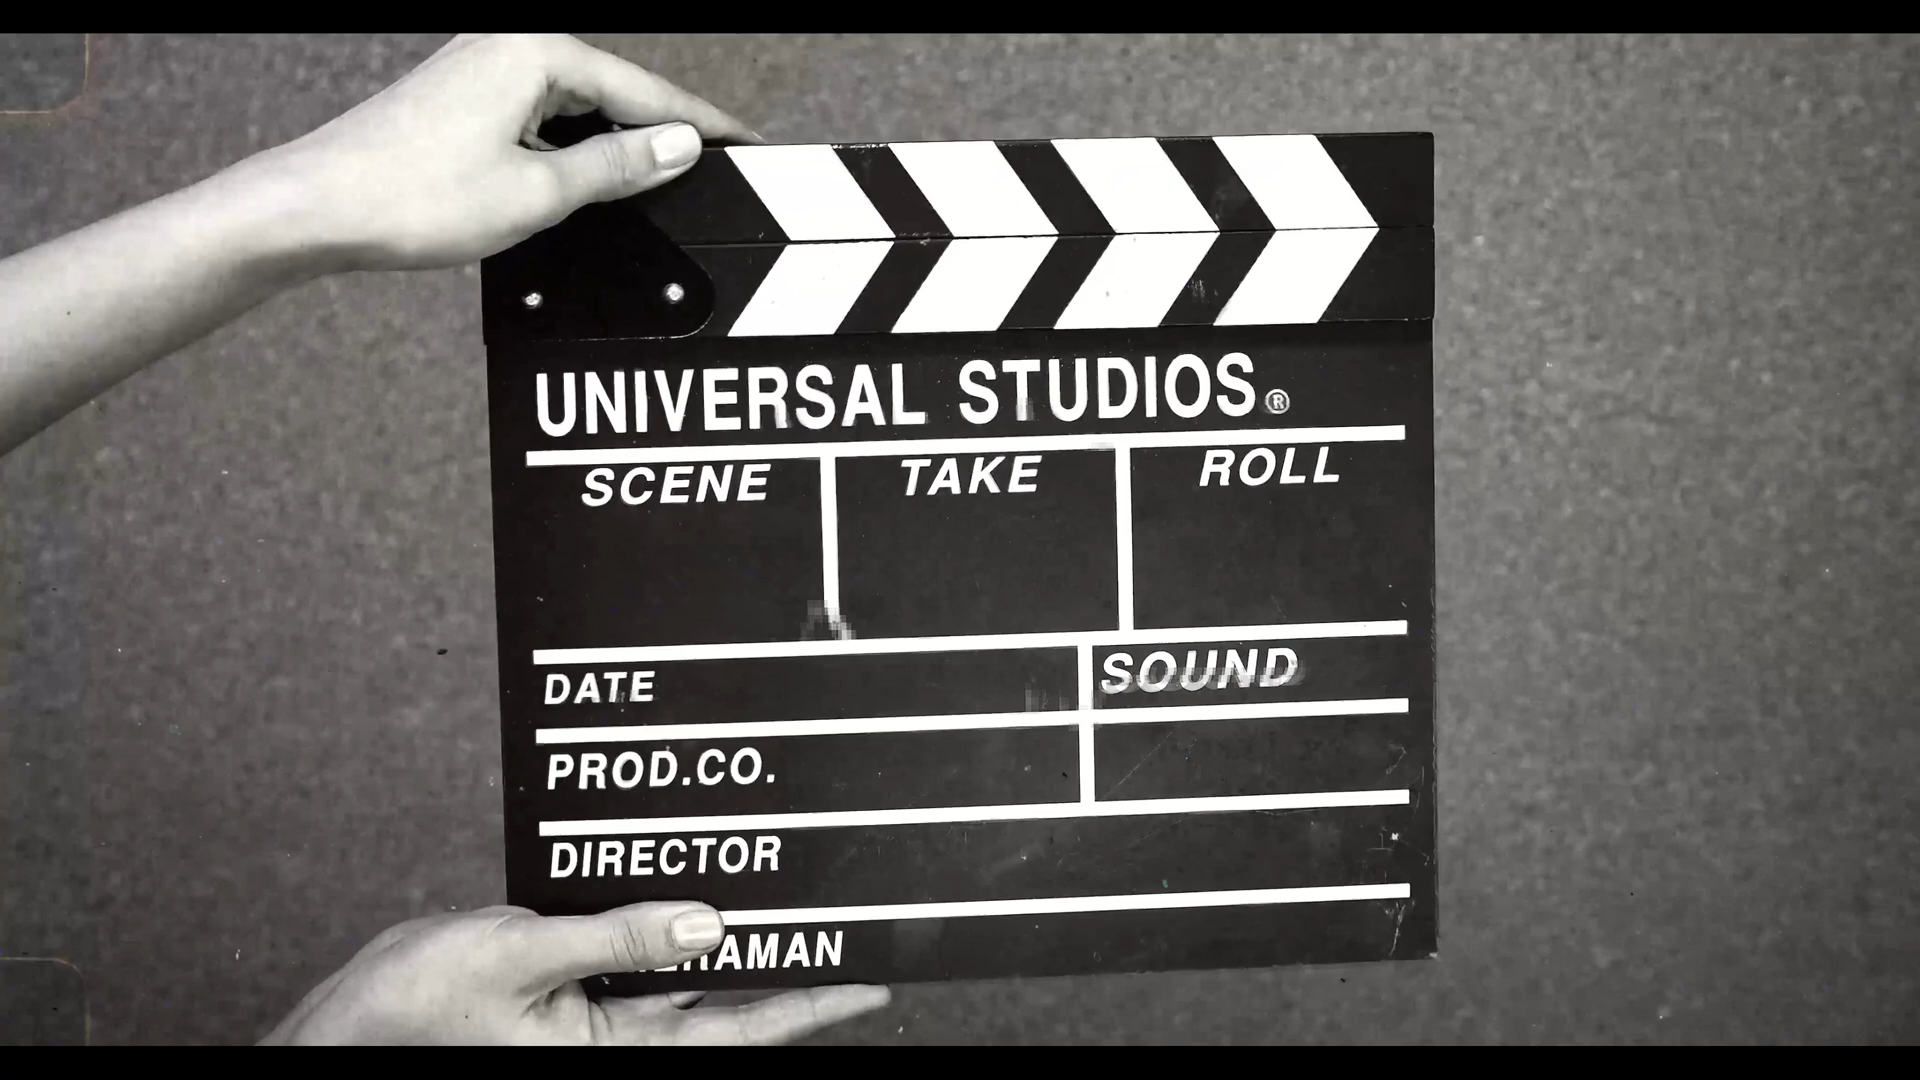 UNIVERSAL STUDIOS®
SCENE TAKE ROLL
DATE SOUND
PROD.CO.
DIRECTOR